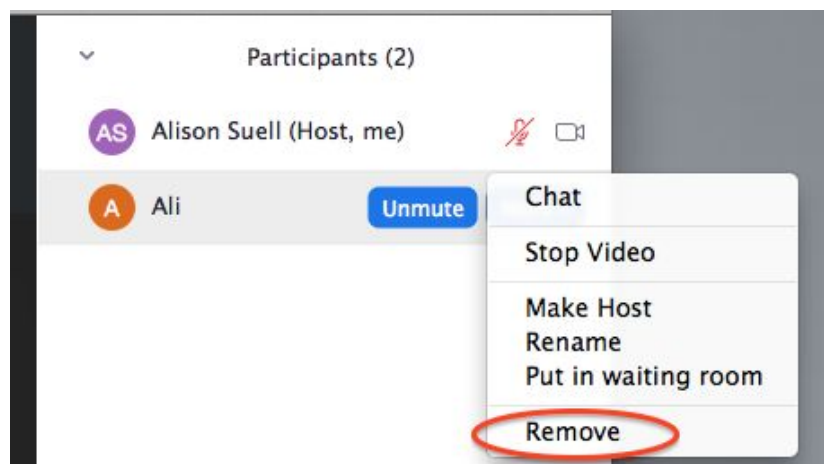 Participants (2)
AS Alison Suell (Host, me)
A Ali Unmute
Chat
Stop Video
Make Host
Rename
Put in waiting room
Remove